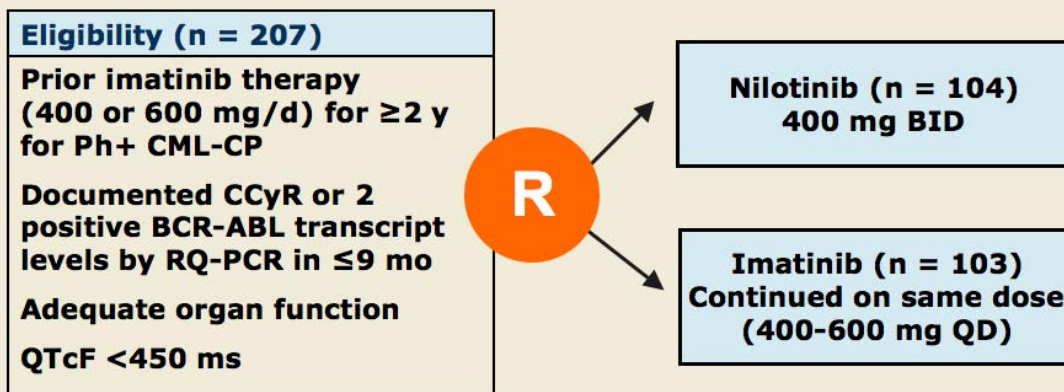 Eligibility (n = 207)
Prior imatinib therapy
(400 or 600 mg/d) for ≥2 y
for Ph+ CML-CP
Documented CCyR or 2
positive BCR-ABL transcript
levels by RQ-PCR in ≤9 mo
Adequate organ function
QTcF <450 ms
R
Nilotinib (n = 104)
400 mg BID
Imatinib (n = 103)
Continued on same dose
(400-600 mg QD)